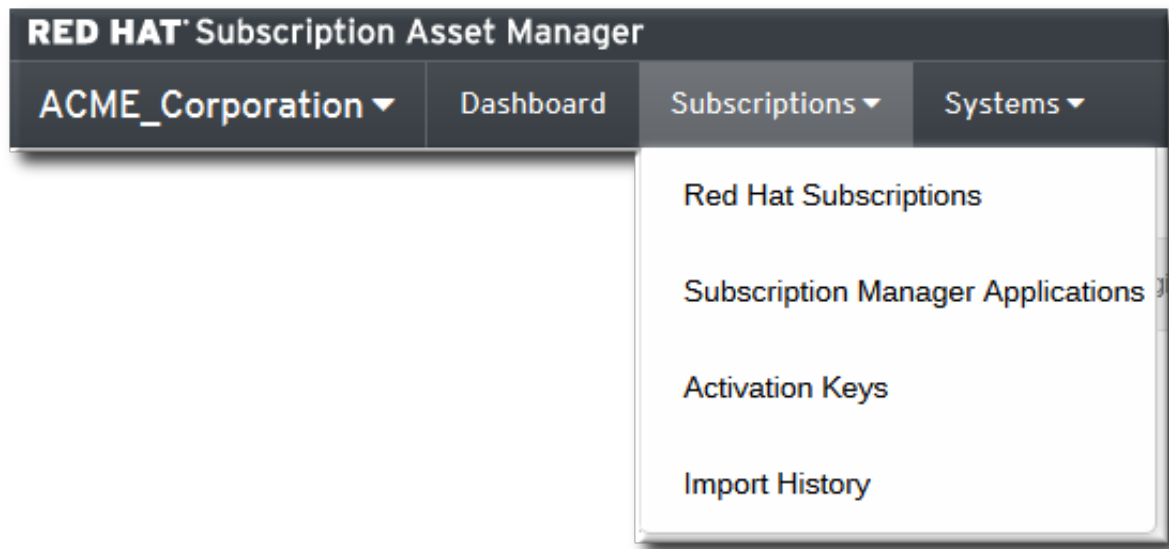 RED HAT Subscription Asset Manager
ACME_Corporation Dashboard Subscriptions Systems
Red Hat Subscriptions
Subscription Manager Applications
Activation Keys
Import History